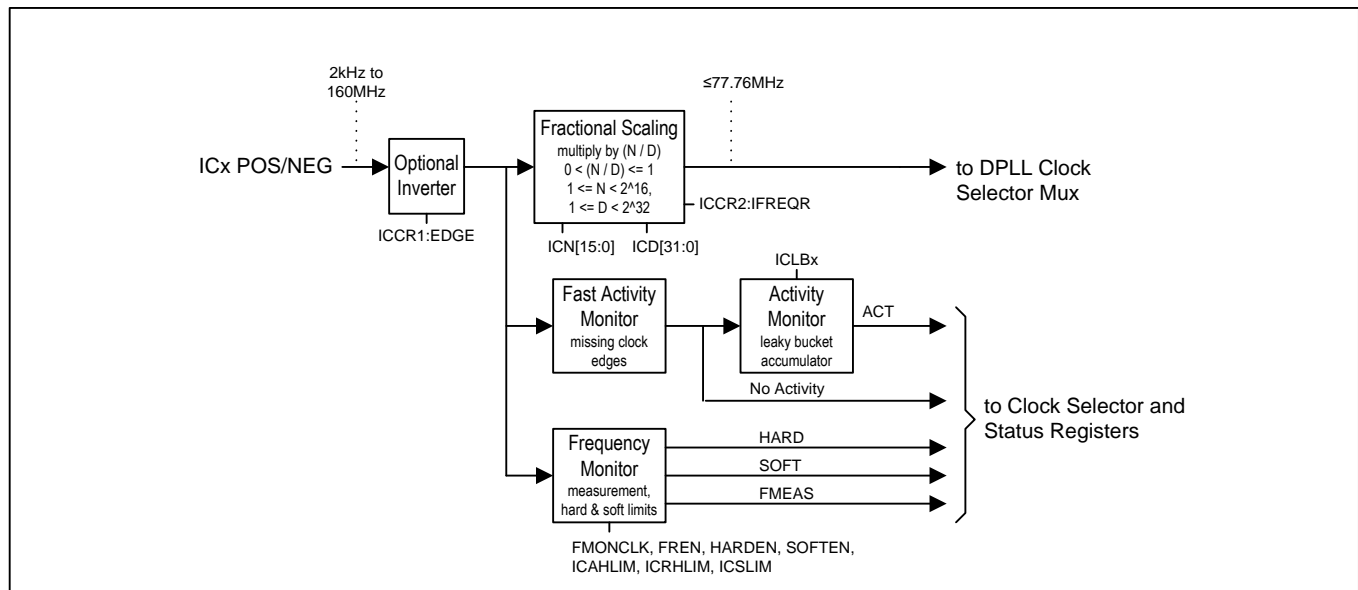 2kHz to
160MHz
≤77.76MHz
ICx POS/NEG
Optional
Inverter
ICCR1:EDGE
Fractional Scaling
multiply by (N / D)
0 < (N / D) <= 1
1 <= N < 2^16,
1 <= D < 2^32
ICCR2:IFREQR
ICN[15:0]
ICD[31:0]
to DPLL Clock
Selector Mux
Fast Activity
Monitor
missing clock
edges
ICLBx
Activity
Monitor
leaky bucket
accumulator
ACT
No Activity
Frequency
Monitor
measurement,
hard & soft limits
HARD
SOFT
FMEAS
to Clock Selector and
Status Registers
FMONCLK, FREN, HARDEN, SOFTEN,
ICAHLIM, ICRHLIM, ICSLIM